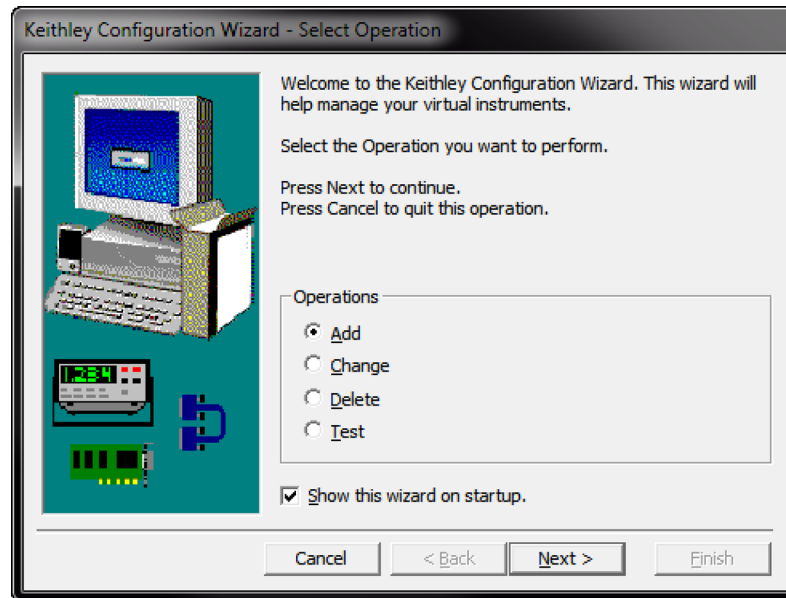 Keithley Configuration Wizard - Select Operation
Welcome to the Keithley Configuration Wizard. This wizard will
help manage your virtual instruments.
Select the Operation you want to perform.
Press Next to continue.
Press Cancel to quit this operation.
Operations
Add
Change
Delete
Test
Show this wizard on startup.
Cancel
< Back
Next >
Finish
1.284